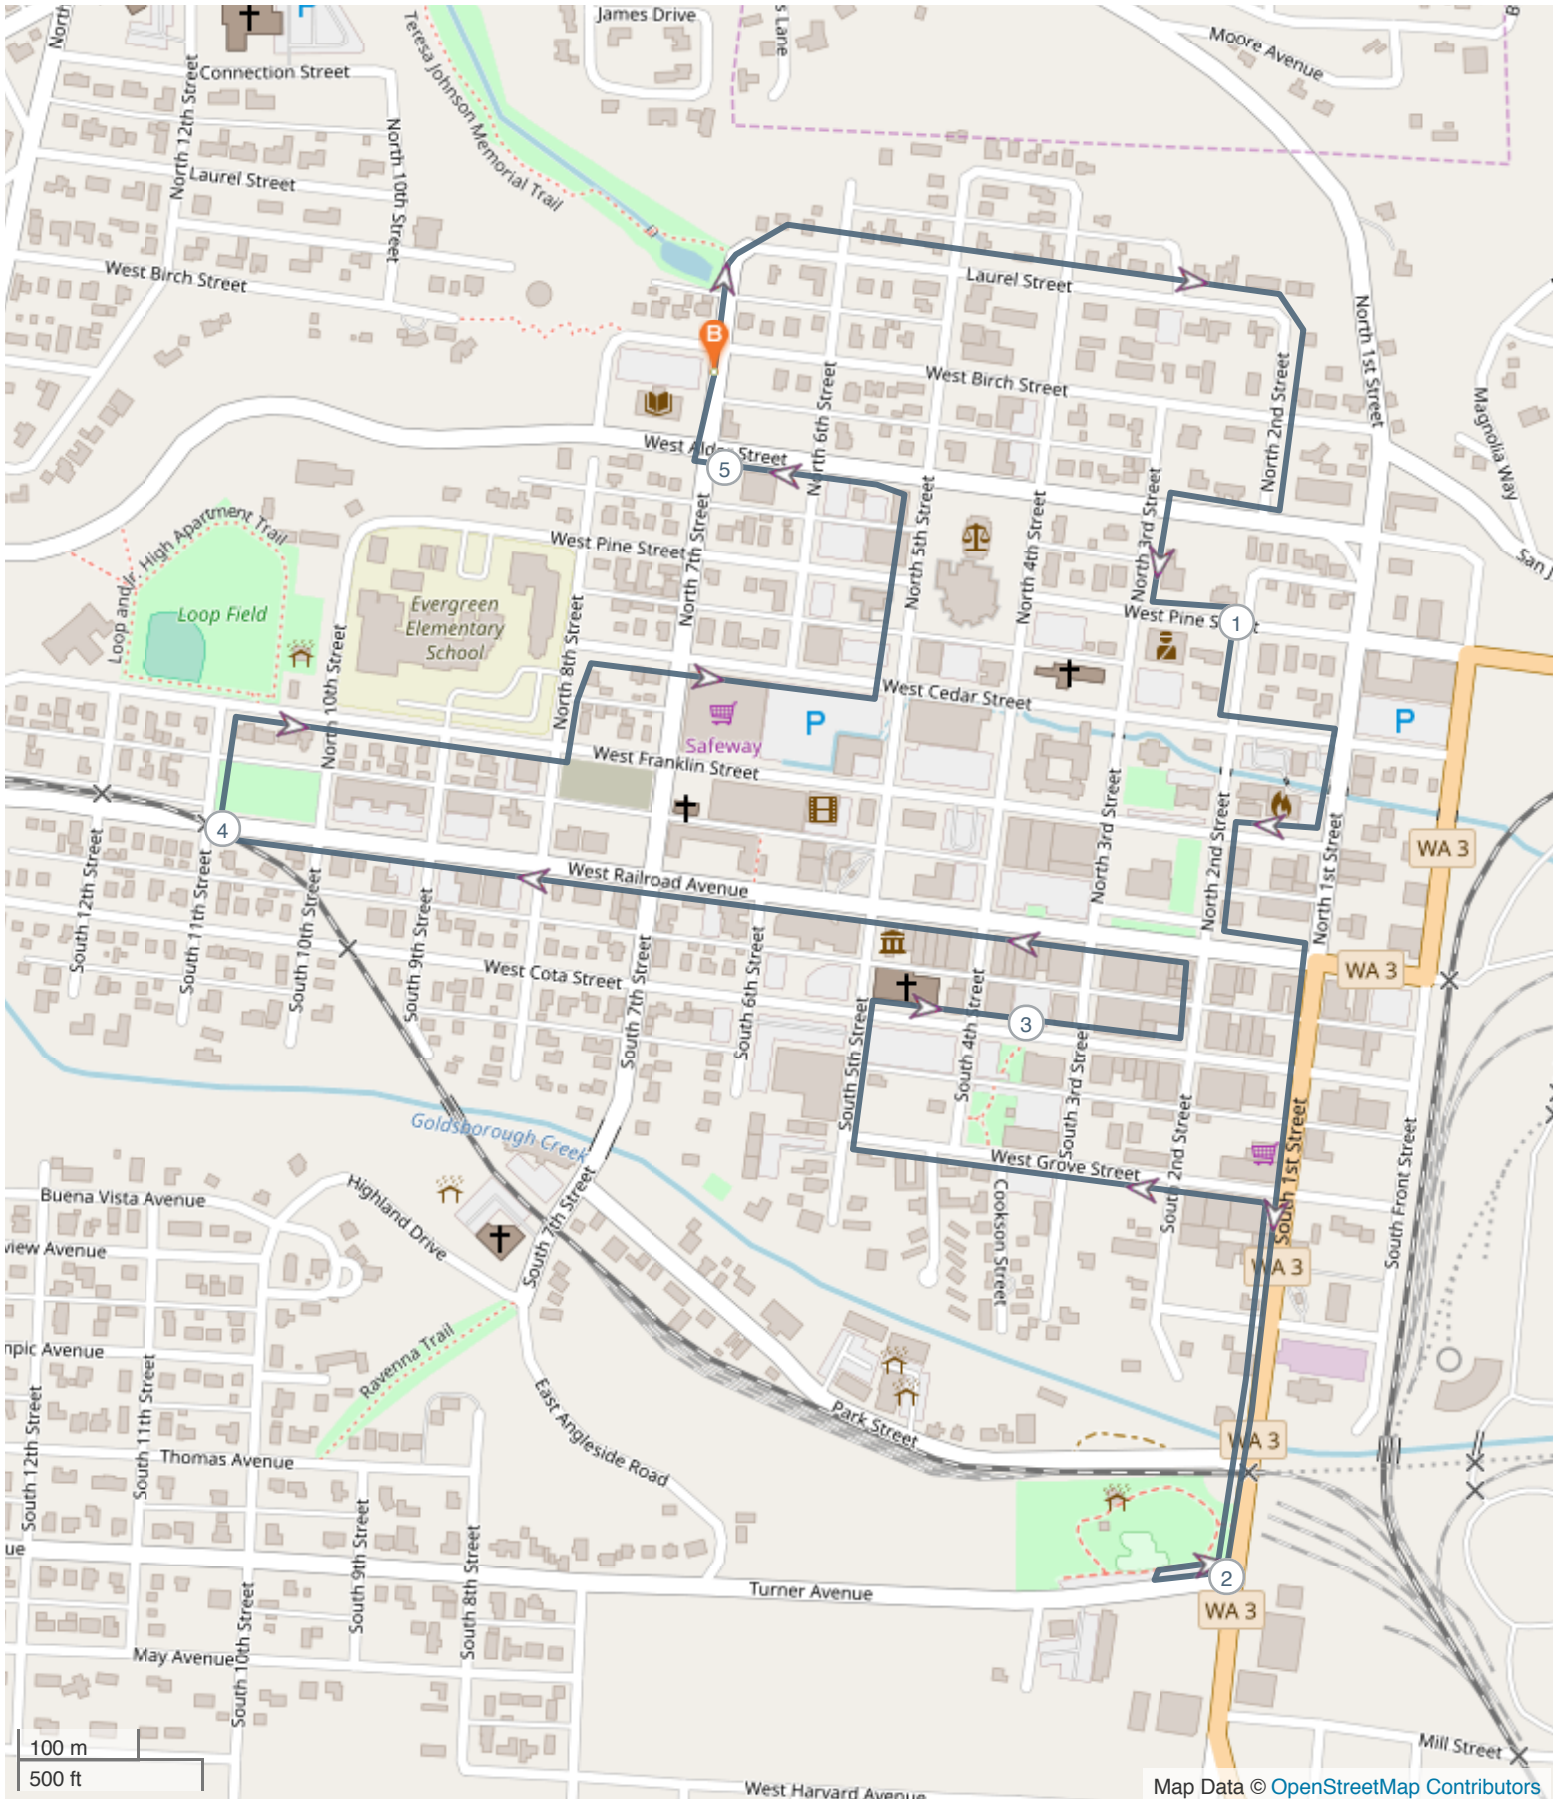 James Drive
s Lane
Moore Avenue
North
Connection Street
Teresa Johnson Memorial Trail
North 12th Street
North 10th Street
Laurel Street
West Birch Street
Laurel Street
North 1st Street
B
West Birch Street
North 6th Street
North 2nd Street
Magnolia Way
West Alder Street
5
North 3rd Street
North 5th Street
North 4th Street
North 7th Street
San J
Loop and Jr. High Apartment Trail
West Pine Street
Loop Field
Evergreen
Elementary
School
North 8th Street
North 10th Street
West Pine Street
1
West Cedar Street
P
P
Safeway
West Franklin Street
North 3rd Street
North 2nd Street
North 1st Street
4
WA 3
South 12th Street
South 11th Street
South 10th Street
South 9th Street
West Railroad Avenue
West Cota Street
South 7th Street
South 6th Street
South 5th Street
South 4th Street
3
South 3rd Street
WA 3
South 2nd Street
South 1st Street
South Front Street
Goldsborough Creek
West Grove Street
Cookson Street
Buena Vista Avenue
Highland Drive
South 7th Street
view Avenue
WA 3
mpic Avenue
Ravenna Trail
East Angleside Road
Park Street
WA 3
South 12th Street
South 11th Street
Thomas Avenue
South 9th Street
South 8th Street
ue
Turner Avenue
2
WA 3
South 10th Street
May Avenue
Mill Street
100 m
500 ft
West Harvard Avenue
Map Data © OpenStreetMap Contributors